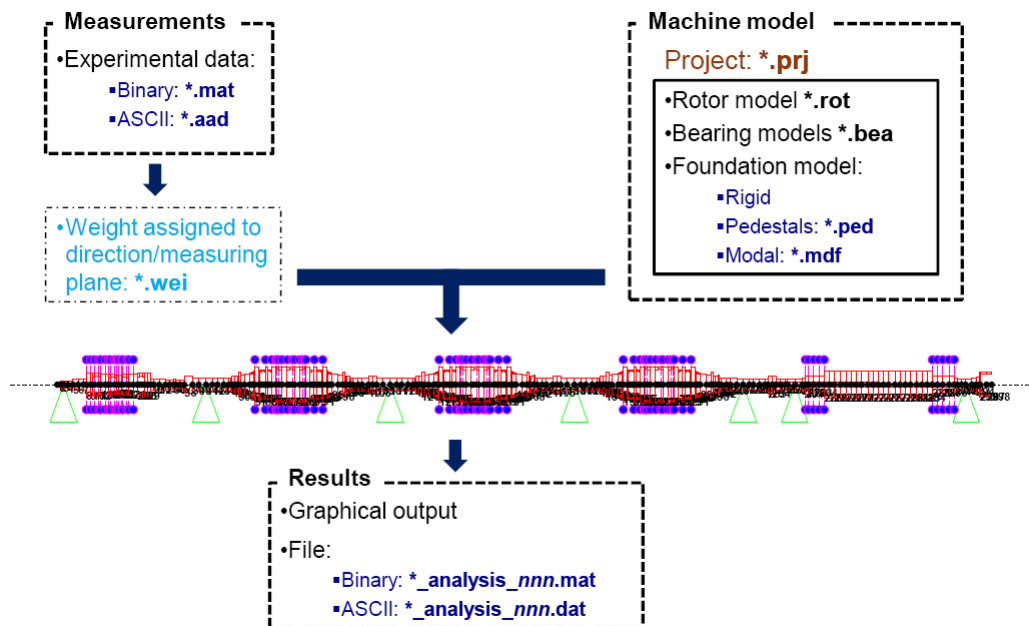 Measurements
•Experimental data:
▪Binary: *.mat
▪ASCII: *.aad
•Weight assigned to
direction/measuring
plane: *.wei
Machine model
Project: *.prj
•Rotor model *.rot
•Bearing models *.bea
•Foundation model:
▪Rigid
▪Pedestals: *.ped
▪Modal: *.mdf
Results
•Graphical output
•File:
▪Binary: *_analysis_nnn.mat
▪ASCII: *_analysis_nnn.dat